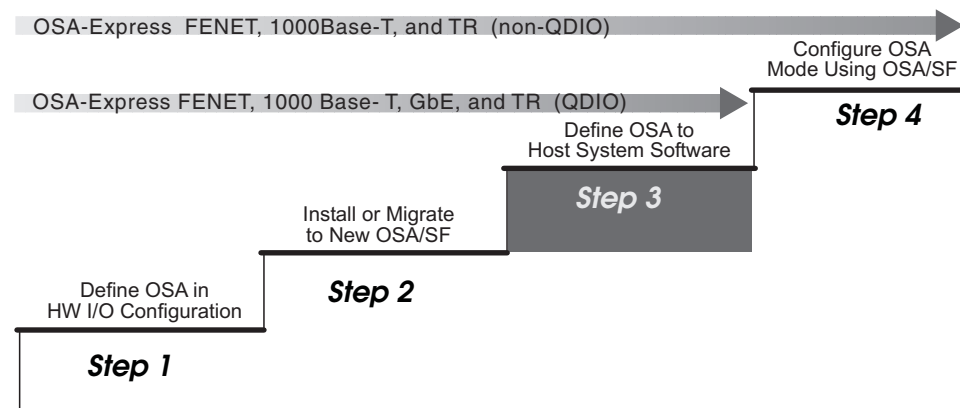 OSA-Express FENET, 1000Base-T, and TR (non-QDIO)
Configure OSA
Mode Using OSA/SF
OSA-Express FENET, 1000 Base- T, GbE, and TR (QDIO)
Step 4
Define OSA to
Host System Software
Step 3
Install or Migrate
to New OSA/SF
Step 2
Define OSA in
HW I/O Configuration
Step 1